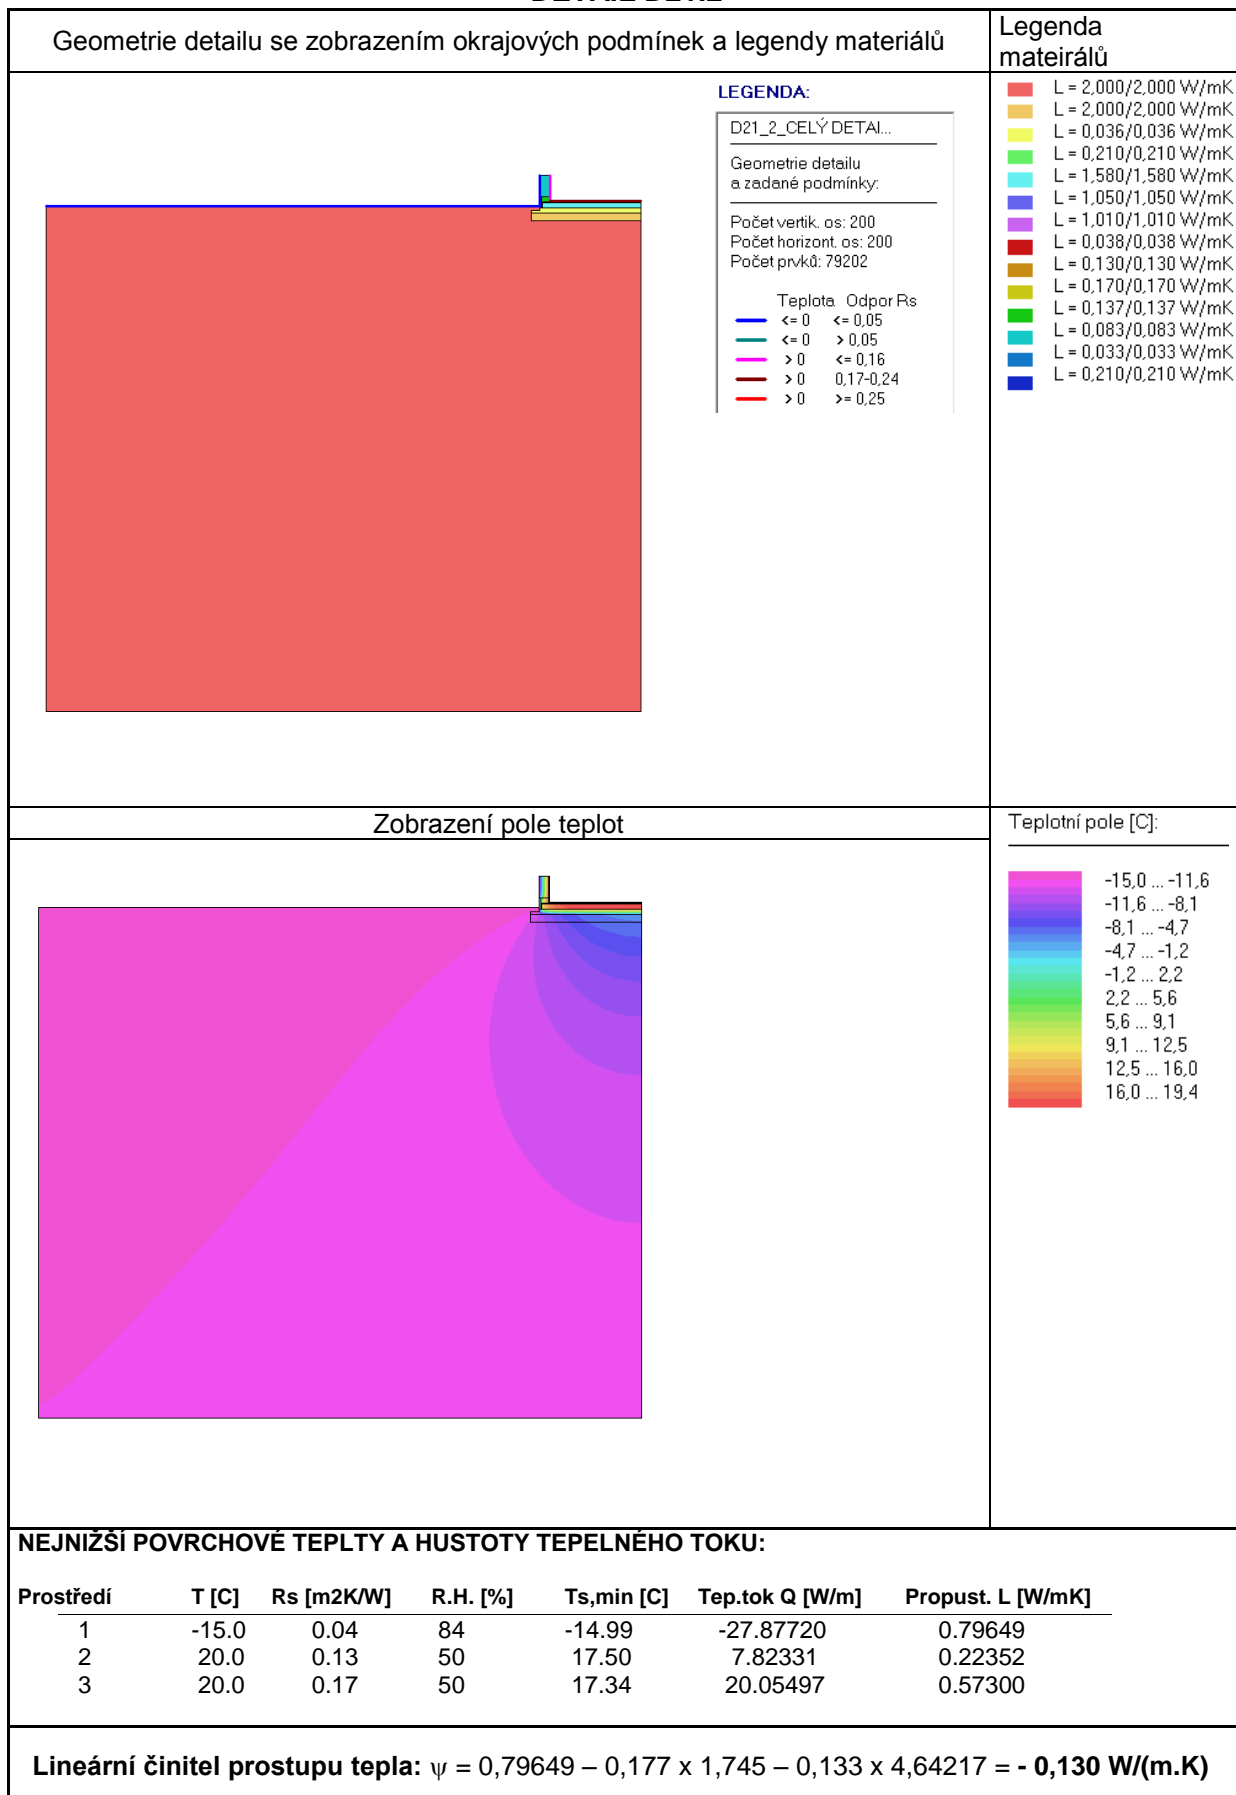 Geometrie detailu se zobrazením okrajových podmínek a legendy materiálů
Legenda
mateirálů
LEGENDA:
D21_2_CELÝ DETAI...
Geometrie detailu
a zadané podmínky:
Počet vertik. os: 200
Počet horizont. os: 200
Počet prvků: 79202
Teplota Odpor Rs
<= 0 <= 0,05
<= 0 > 0,05
> 0 <= 0,16
> 0 0,17-0,24
> 0 >= 0,25
L = 2,000/2,000 W/mK
L = 2,000/2,000 W/mK
L = 0,036/0,036 W/mK
L = 0,210/0,210 W/mK
L = 1,580/1,580 W/mK
L = 1,050/1,050 W/mK
L = 1,010/1,010 W/mK
L = 0,038/0,038 W/mK
L = 0,130/0,130 W/mK
L = 0,170/0,170 W/mK
L = 0,137/0,137 W/mK
L = 0,083/0,083 W/mK
L = 0,033/0,033 W/mK
L = 0,210/0,210 W/mK
Zobrazení pole teplot
Teplotní pole [C]:
-15,0 ... -11,6
-11,6 ... -8,1
-8,1 ... -4,7
-4,7 ... -1,2
-1,2 ... 2,2
2,2 ... 5,6
5,6 ... 9,1
9,1 ... 12,5
12,5 ... 16,0
16,0 ... 19,4
NEJNIŽŠÍ POVRCHOVÉ TEPLTY A HUSTOTY TEPELNÉHO TOKU:
Prostředí T [C] Rs [m2K/W] R.H. [%] Ts,min [C] Tep.tok Q [W/m] Propust. L [W/mK]
1 -15.0 0.04 84 -14.99 -27.87720 0.79649
2 20.0 0.13 50 17.50 7.82331 0.22352
3 20.0 0.17 50 17.34 20.05497 0.57300
Lineární činitel prostupu tepla: ψ = 0,79649 – 0,177 x 1,745 – 0,133 x 4,64217 = - 0,130 W/(m.K)